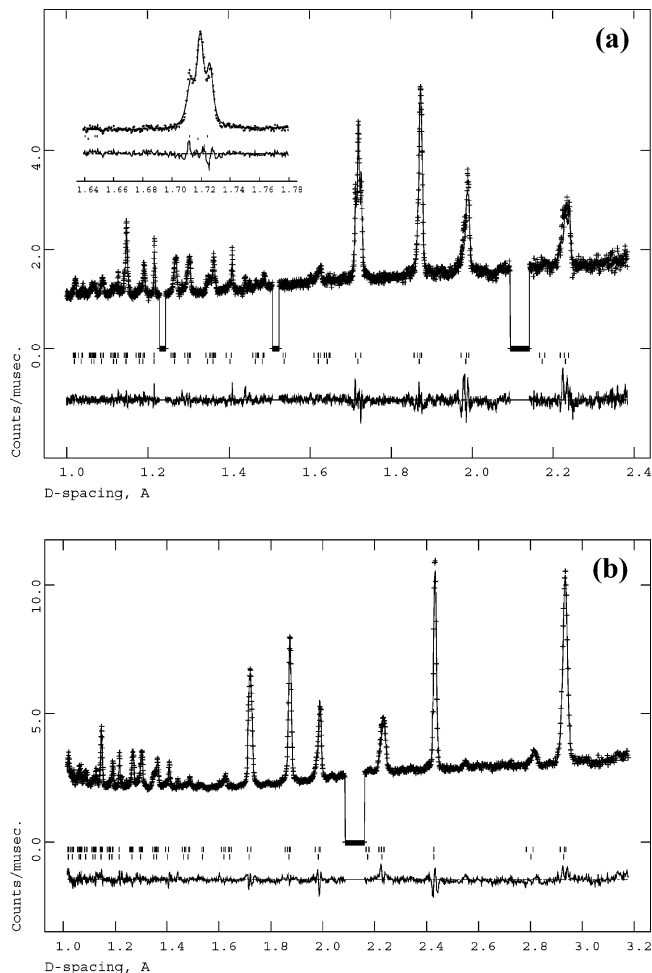 (a)
1.64 1.66 1.68 1.70 1.72 1.74 1.76 1.78
4.0
2.0
0.0
Counts/musec.
1.0 1.2 1.4 1.6 1.8 2.0 2.2 2.4
D-spacing, A
(b)
10.0
5.0
0.0
Counts/musec.
1.0 1.2 1.4 1.6 1.8 2.0 2.2 2.4 2.6 2.8 3.0 3.2
D-spacing, A